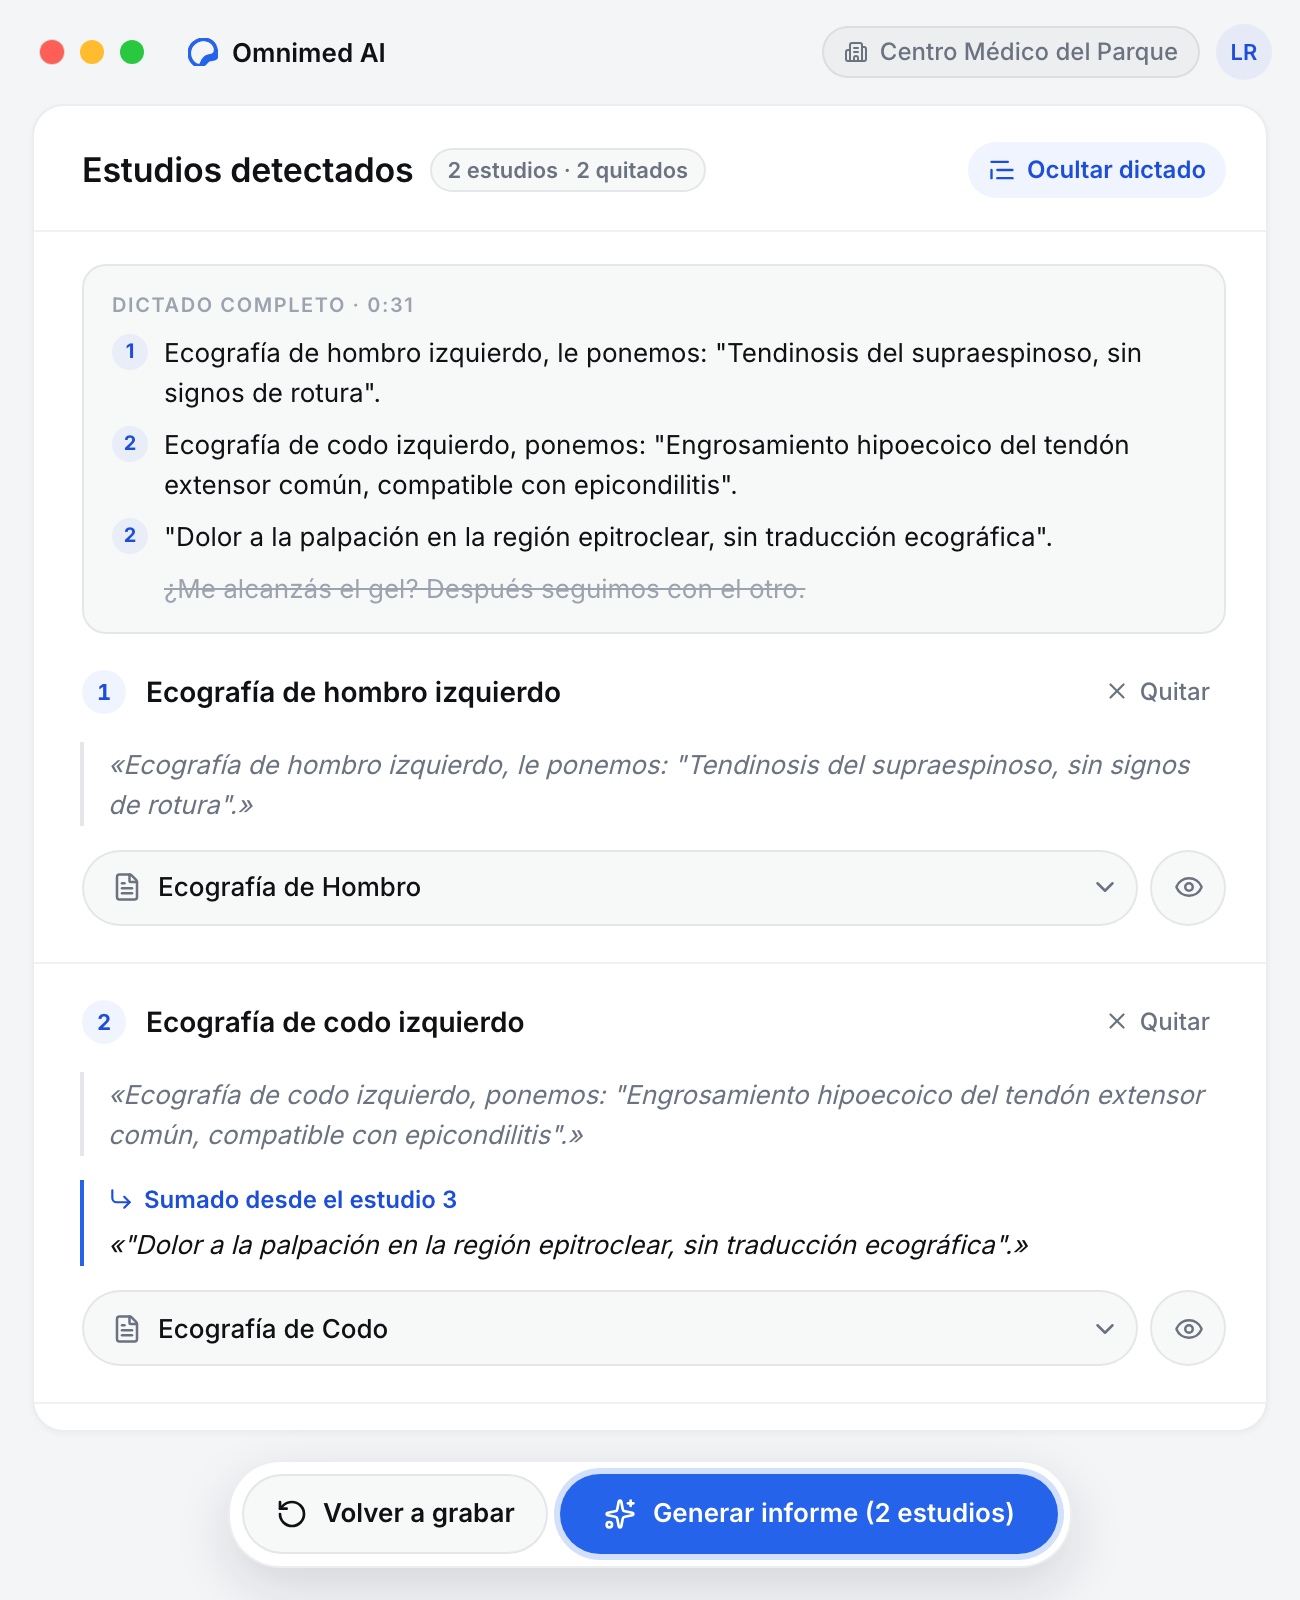 Omnimed AI
Centro Médico del Parque
LR
Estudios detectados
2 estudios · 2 quitados
Ocultar dictado
DICTADO COMPLETO · 0:31
1 Ecografía de hombro izquierdo, le ponemos: "Tendinosis del supraespinoso, sin
signos de rotura".
2 Ecografía de codo izquierdo, ponemos: "Engrosamiento hipoecoico del tendón
extensor común, compatible con epicondilitis".
2 "Dolor a la palpación en la región epitroclear, sin traducción ecográfica".
¿Me alcanzás el gel? Después seguimos con el otro.
1 Ecografía de hombro izquierdo
Quitar
«Ecografía de hombro izquierdo, le ponemos: "Tendinosis del supraespinoso, sin signos
de rotura".»
Ecografía de Hombro
2 Ecografía de codo izquierdo
Quitar
«Ecografía de codo izquierdo, ponemos: "Engrosamiento hipoecoico del tendón extensor
común, compatible con epicondilitis".»
Sumado desde el estudio 3
«"Dolor a la palpación en la región epitroclear, sin traducción ecográfica".»
Ecografía de Codo
Volver a grabar
Generar informe (2 estudios)